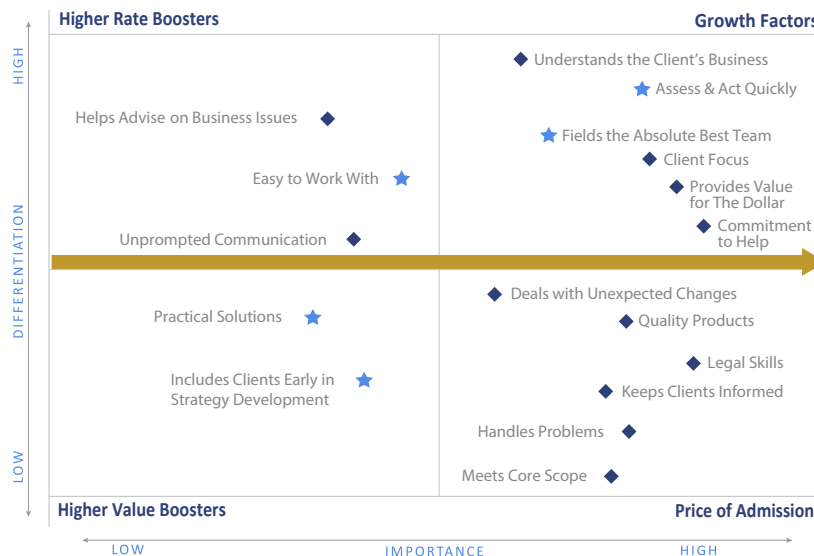 Higher Rate Boosters
Growth Factors
HIGH
Understands the Client’s Business
Assess & Act Quickly
Helps Advise on Business Issues
Fields the Absolute Best Team
Client Focus
Easy to Work With
Provides Value
for The Dollar
Commitment
to Help
Unprompted Communication
DIFFERENTIATION
Deals with Unexpected Changes
Practical Solutions
Quality Products
Legal Skills
Includes Clients Early in
Strategy Development
Keeps Clients Informed
Handles Problems
LOW
Meets Core Scope
Higher Value Boosters
Price of Admission
LOW
IMPORTANCE
HIGH